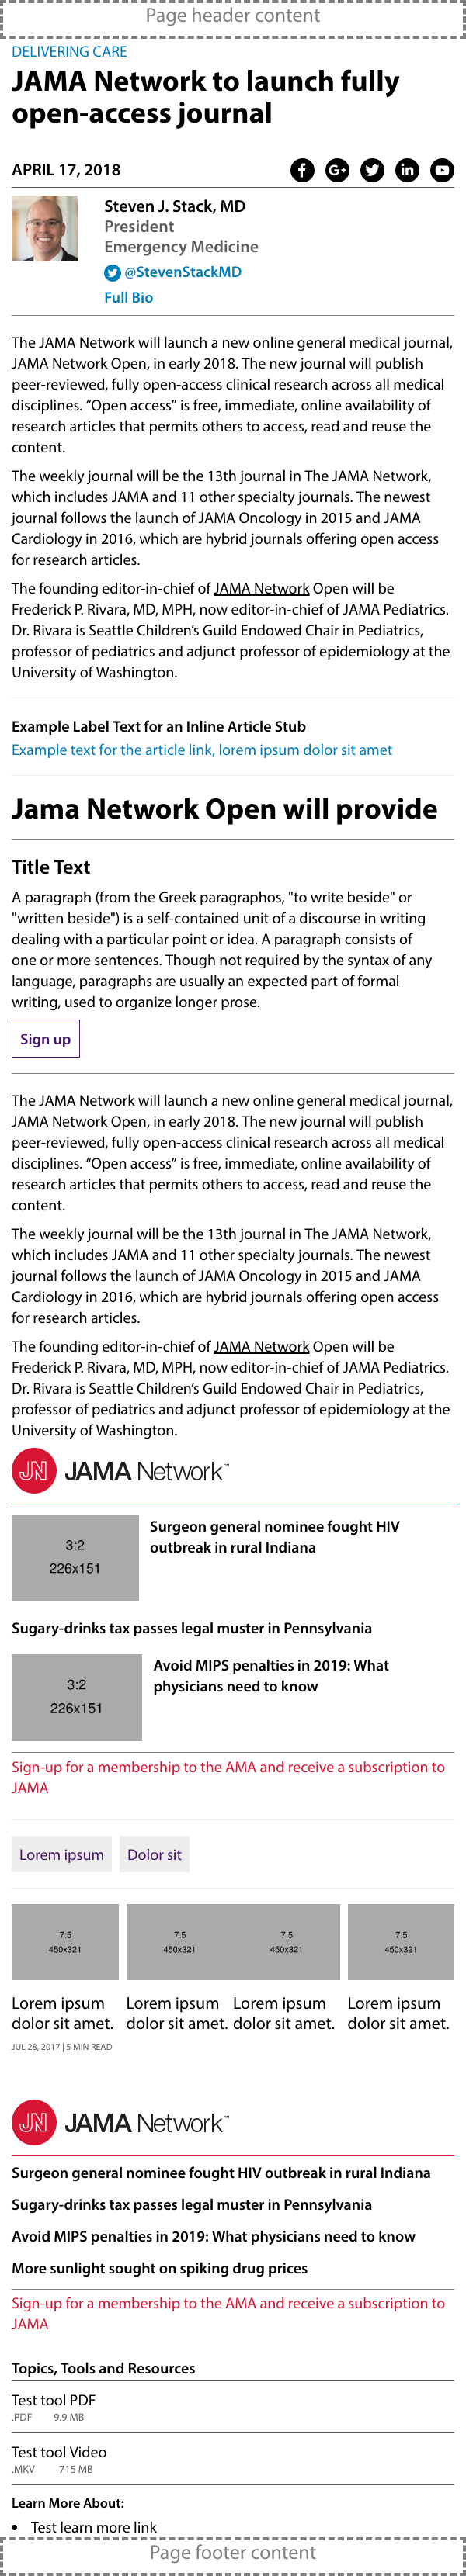 Page header content
DELIVERING CARE
JAMA Network to launch fully
open-access journal
APRIL 17, 2018
Steven J. Stack, MD
President
Emergency Medicine
@StevenStackMD
Full Bio
The JAMA Network will launch a new online general medical journal,
JAMA Network Open, in early 2018. The new journal will publish
peer-reviewed, fully open-access clinical research across all medical
disciplines. “Open access” is free, immediate, online availability of
research articles that permits others to access, read and reuse the
content.
The weekly journal will be the 13th journal in The JAMA Network,
which includes JAMA and 11 other specialty journals. The newest
journal follows the launch of JAMA Oncology in 2015 and JAMA
Cardiology in 2016, which are hybrid journals offering open access
for research articles.
The founding editor-in-chief of JAMA Network Open will be
Frederick P. Rivara, MD, MPH, now editor-in-chief of JAMA Pediatrics.
Dr. Rivara is Seattle Children’s Guild Endowed Chair in Pediatrics,
professor of pediatrics and adjunct professor of epidemiology at the
University of Washington.
Example Label Text for an Inline Article Stub
Example text for the article link, lorem ipsum dolor sit amet
Jama Network Open will provide
Title Text
A paragraph (from the Greek paragraphos, "to write beside" or
"written beside") is a self-contained unit of a discourse in writing
dealing with a particular point or idea. A paragraph consists of
one or more sentences. Though not required by the syntax of any
language, paragraphs are usually an expected part of formal
writing, used to organize longer prose.
Sign up
The JAMA Network will launch a new online general medical journal,
JAMA Network Open, in early 2018. The new journal will publish
peer-reviewed, fully open-access clinical research across all medical
disciplines. “Open access” is free, immediate, online availability of
research articles that permits others to access, read and reuse the
content.
The weekly journal will be the 13th journal in The JAMA Network,
which includes JAMA and 11 other specialty journals. The newest
journal follows the launch of JAMA Oncology in 2015 and JAMA
Cardiology in 2016, which are hybrid journals offering open access
for research articles.
The founding editor-in-chief of JAMA Network Open will be
Frederick P. Rivara, MD, MPH, now editor-in-chief of JAMA Pediatrics.
Dr. Rivara is Seattle Children’s Guild Endowed Chair in Pediatrics,
professor of pediatrics and adjunct professor of epidemiology at the
University of Washington.
JN JAMA Network™
3:2
226x151
Surgeon general nominee fought HIV
outbreak in rural Indiana
Sugary-drinks tax passes legal muster in Pennsylvania
3:2
226x151
Avoid MIPS penalties in 2019: What
physicians need to know
Sign-up for a membership to the AMA and receive a subscription to
JAMA
Lorem ipsum Dolor sit
7:5 7:5 7:5 7:5
450x321 450x321 450x321 450x321
Lorem ipsum Lorem ipsum Lorem ipsum Lorem ipsum
dolor sit amet. dolor sit amet. dolor sit amet. dolor sit amet.
JUL 28, 2017 | 5 MIN READ
JN JAMA Network™
Surgeon general nominee fought HIV outbreak in rural Indiana
Sugary-drinks tax passes legal muster in Pennsylvania
Avoid MIPS penalties in 2019: What physicians need to know
More sunlight sought on spiking drug prices
Sign-up for a membership to the AMA and receive a subscription to
JAMA
Topics, Tools and Resources
Test tool PDF
.PDF 9.9 MB
Test tool Video
.MKV 715 MB
Learn More About:
• Test learn more link
Page footer content